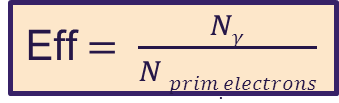 Eff = Nγ
N prim electrons